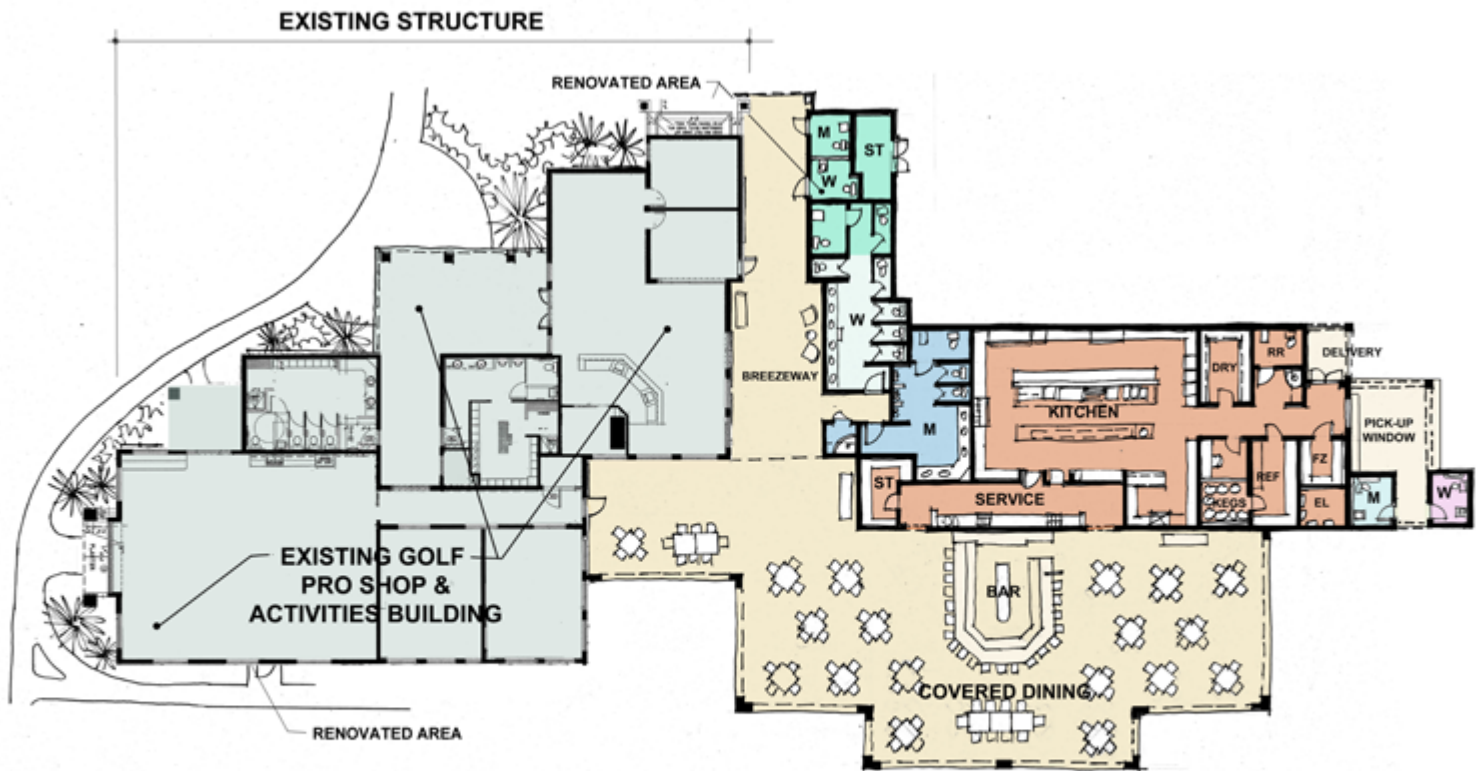 EXISTING STRUCTURE
RENOVATED AREA
M
ST
W
W
BREEZEWAY
RR
DELIVERY
DRY
KITCHEN
M
PICK-UP
WINDOW
ST
SERVICE
REF
FZ
KEGS
EL
M
W
EXISTING GOLF
PRO SHOP &
ACTIVITIES BUILDING
BAR
COVERED DINING
RENOVATED AREA